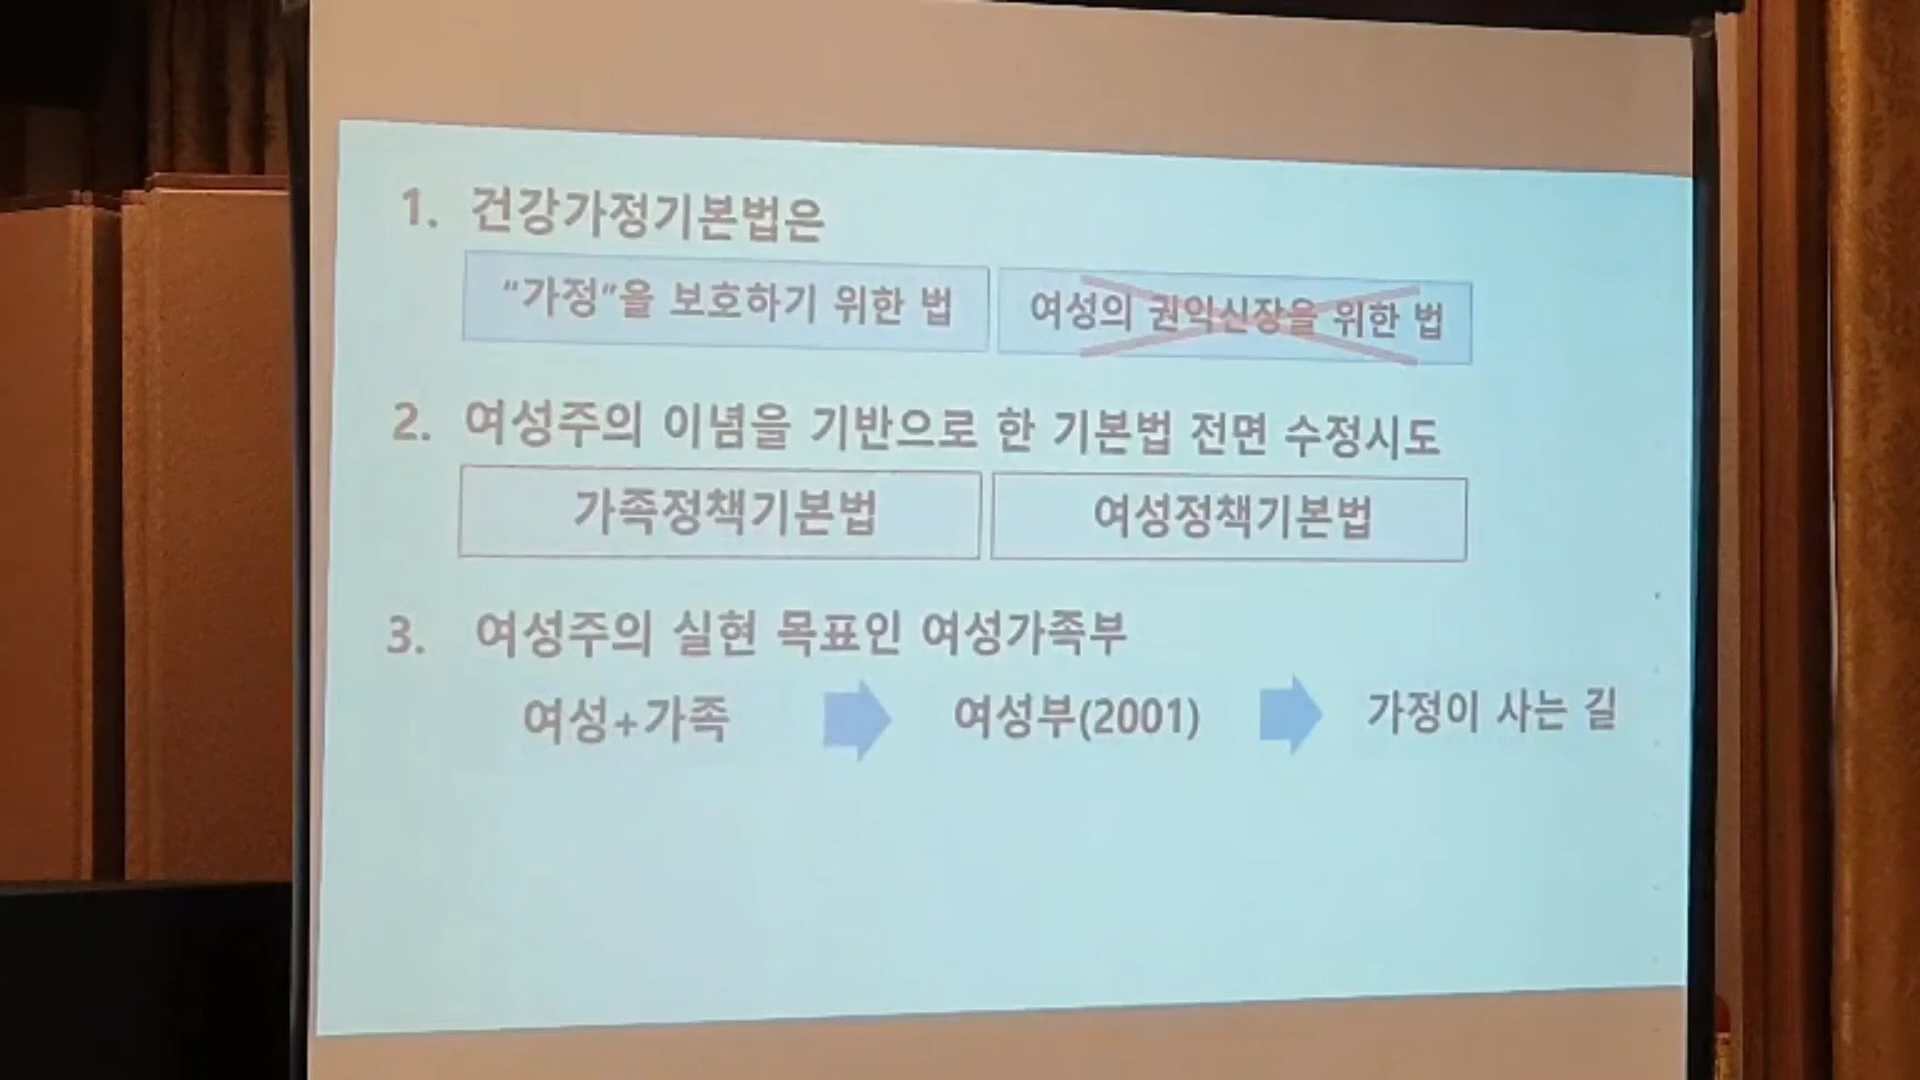 1. 건강가정기본법은
"가정"을 보호하기 위한 법 여성의 권익신장을 위한 법
2. 여성주의 이념을 기반으로 한 기본법 전면 수정시도
가족정책기본법 여성정책기본법
3. 여성주의 실현 목표인 여성가족부
여성+가족 여성부(2001) 가정이 사는 길